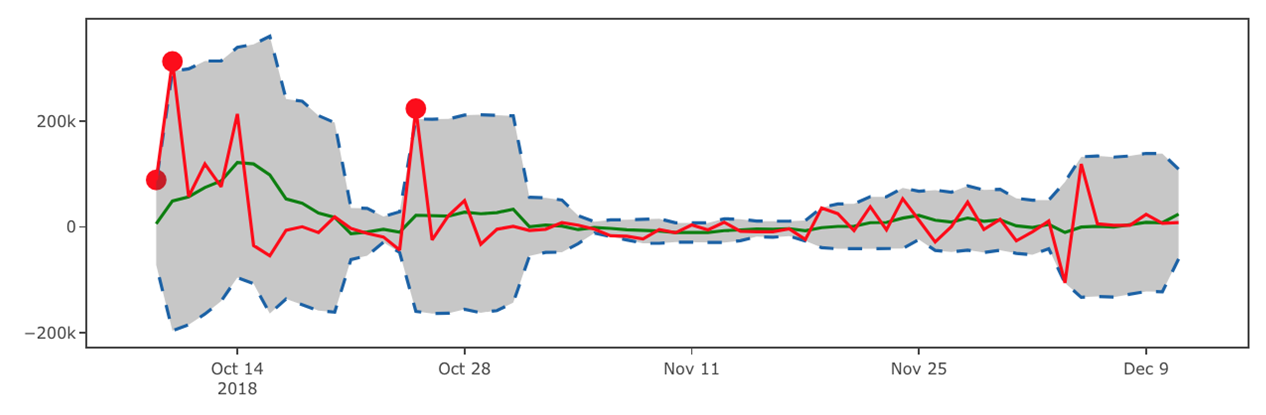 200k
0
−200k
Oct 14
2018
Oct 28
Nov 11
Nov 25
Dec 9